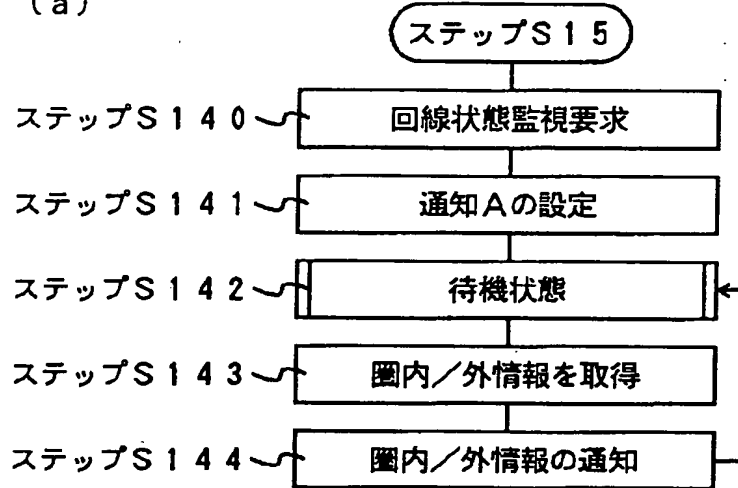 (a)
ステップS15
ステップS140 回線状態監視要求
ステップS141 通知Aの設定
ステップS142 待機状態
ステップS143 圏内/外情報を取得
ステップS144 圏内/外情報の通知